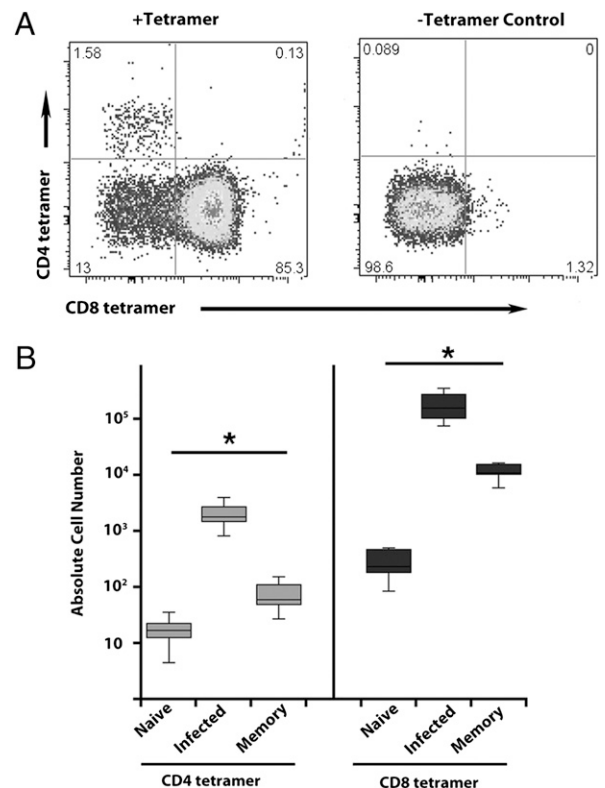 A
+Tetramer
-Tetramer Control
1.58
0.13
13
85.3
0.089
0
98.6
1.32
CD4 tetramer
CD8 tetramer
B
*
*
Absolute Cell Number
10⁵
10⁴
10³
10²
10
Naive
Infected
Memory
Naive
Infected
Memory
CD4 tetramer
CD8 tetramer